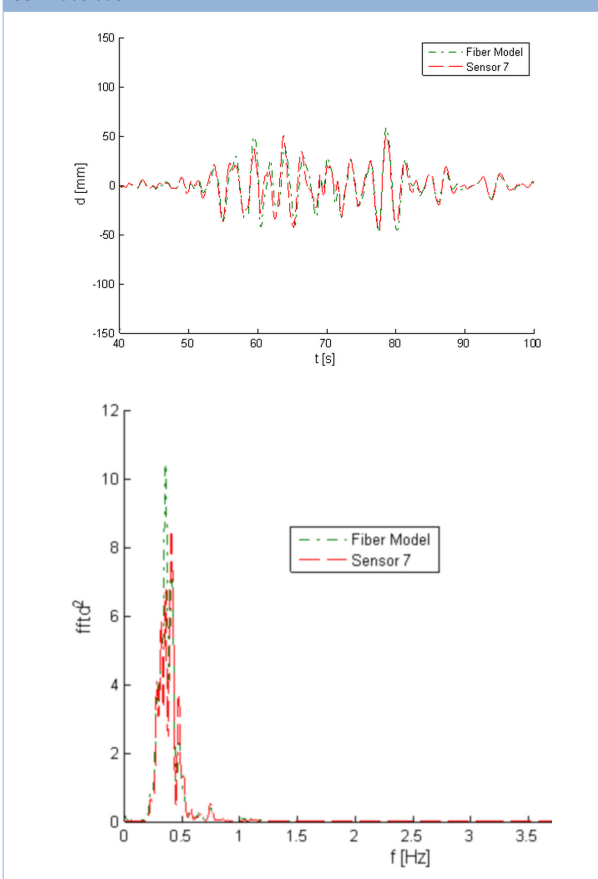 150
100
50
0
-50
-100
-150
40 50 60 70 80 90 100
d [mm]
t [s]
Fiber Model
Sensor 7
12
10
8
6
4
2
0
0 0.5 1 1.5 2 2.5 3 3.5
fftd²
f [Hz]
Fiber Model
Sensor 7